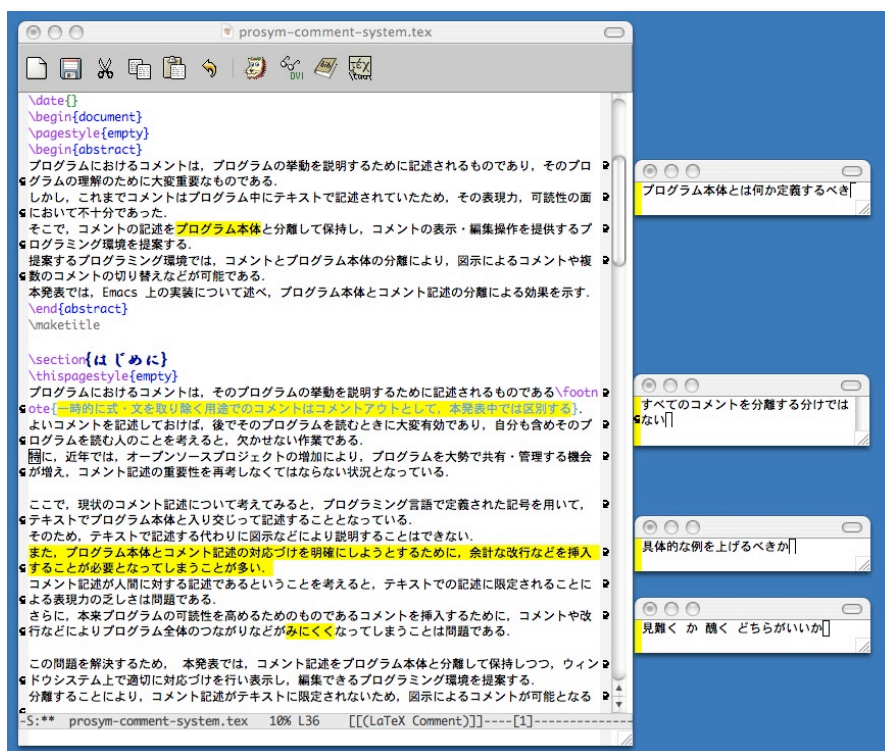 prosym-comment-system.tex
DVI
\date{}
\begin{document}
\pagestyle{empty}
\begin{abstract}
プログラムにおけるコメントは，プログラムの挙動を説明するために記述されるものであり，そのプロ
グラムの理解のために大変重要なものである．
しかし，これまでコメントはプログラム中にテキストで記述されていたため，その表現力，可読性の面
において不十分であった．
そこで，コメントの記述をプログラム本体と分離して保持し，コメントの表示・編集操作を提供するプ
ログラミング環境を提案する．
提案するプログラミング環境では，コメントとプログラム本体の分離により，図示によるコメントや複
数のコメントの切り替えなどが可能である．
本発表では，Emacs 上の実装について述べ，プログラム本体とコメント記述の分離による効果を示す．
\end{abstract}
\maketitle
\section{はじめに}
\thispagestyle{empty}
プログラムにおけるコメントは，そのプログラムの挙動を説明するために記述されるものである\footn
ote{一時的に式・文を取り除く用途でのコメントはコメントアウトとして，本発表中では区別する}．
よいコメントを記述しておけば，後でそのプログラムを読むときに大変有効であり，自分も含めそのプ
ログラムを読む人のことを考えると，欠かせない作業である．
特に，近年では，オープンソースプロジェクトの増加により，プログラムを大勢で共有・管理する機会
が増え，コメント記述の重要性を再考しなくてはならない状況となっている．
ここで，現状のコメント記述について考えてみると，プログラミング言語で定義された記号を用いて，
テキストでプログラム本体と入り交じって記述することとなっている．
そのため，テキストで記述する代わりに図示などにより説明することはできない．
また，プログラム本体とコメント記述の対応づけを明確にしようとするために，余計な改行などを挿入
することが必要となってしまうことが多い．
コメント記述が人間に対する記述であるということを考えると，テキストでの記述に限定されることに
よる表現力の乏しさは問題である．
さらに，本来プログラムの可読性を高めるためのものであるコメントを挿入するために，コメントや改
行などによりプログラム全体のつながりなどがみにくくなってしまうことは問題である．
この問題を解決するため， 本発表では，コメント記述をプログラム本体と分離して保持しつつ，ウィン
ドウシステム上で適切に対応づけを行い表示し，編集できるプログラミング環境を提案する．
分離することにより，コメント記述がテキストに限定されないため，図示によるコメントが可能となる
-S:** prosym-comment-system.tex 10% L36 [[(LaTeX Comment)]]----[1]--------------
プログラム本体とは何か定義するべき
すべてのコメントを分離する分けでは
ない
具体的な例を上げるべきか
見難く か 醜く どちらがいいか